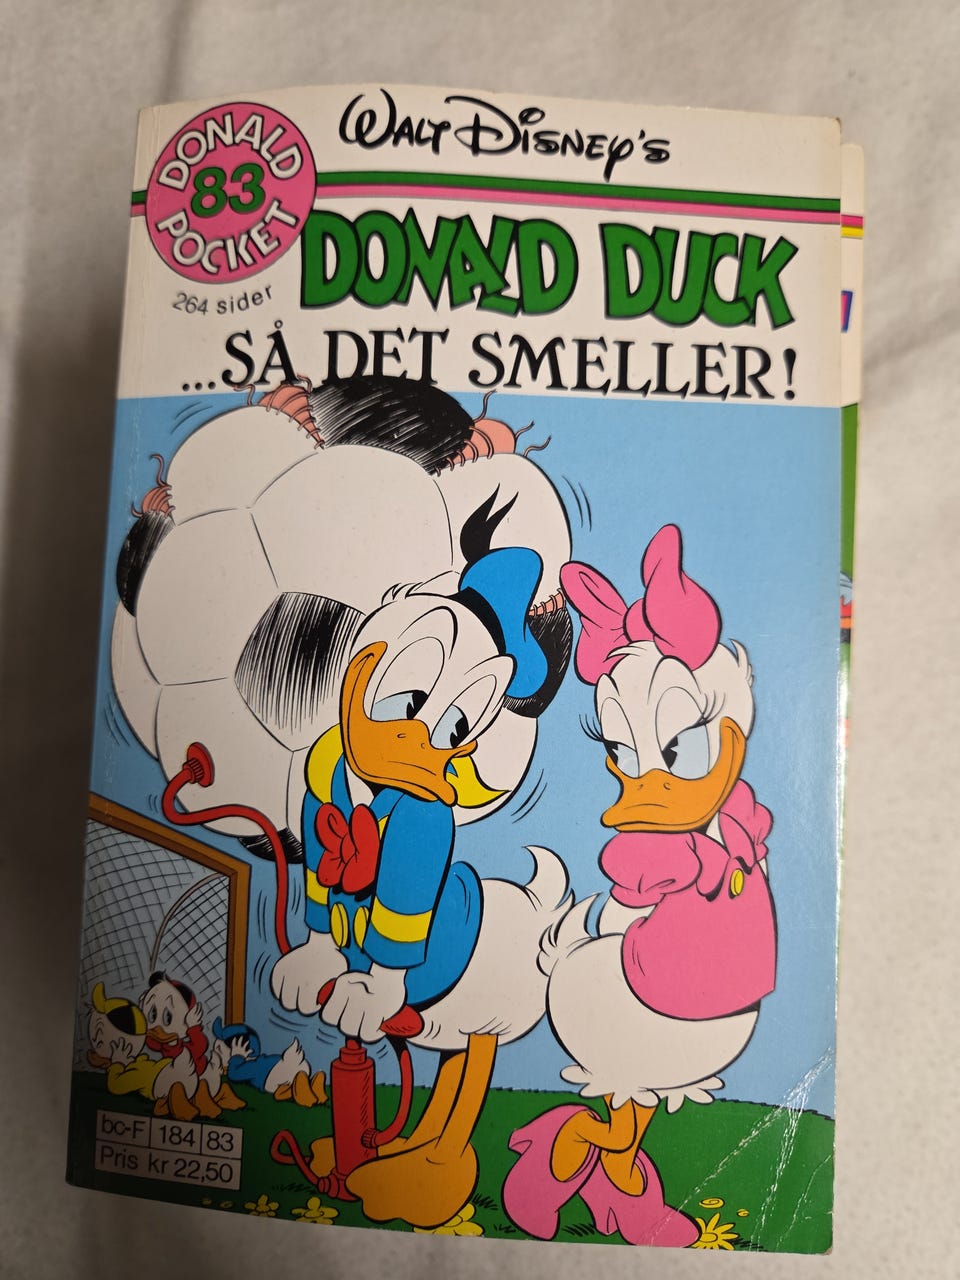 WALT DISNEY'S
DONALD
83
POCKET
264 sider
DONALD DUCK
...SÅ DET SMELLER!
bc-F 184 83
Pris kr 22,50